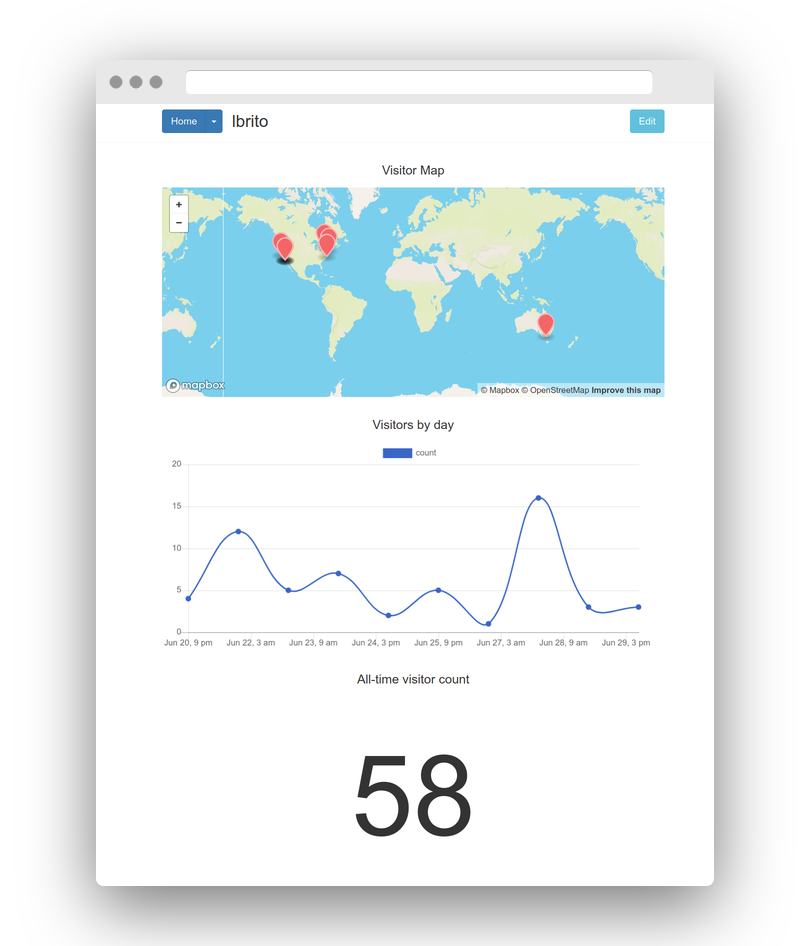 Home
lbrito
Edit
Visitor Map
+
−
mapbox
© Mapbox © OpenStreetMap Improve this map
Visitors by day
count
20
15
10
5
0
Jun 20, 9 pm Jun 22, 3 am Jun 23, 9 am Jun 24, 3 pm Jun 25, 9 pm Jun 27, 3 am Jun 28, 9 am Jun 29, 3 pm
All-time visitor count
58